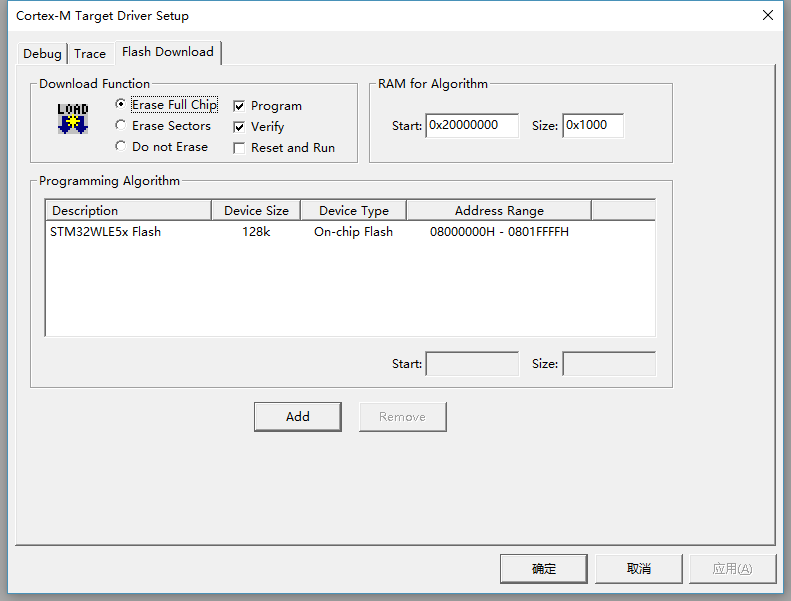 Cortex-M Target Driver Setup
Debug Trace Flash Download
Download Function
LOAD
Erase Full Chip
Erase Sectors
Do not Erase
Program
Verify
Reset and Run
RAM for Algorithm
Start: 0x20000000 Size: 0x1000
Programming Algorithm
Description Device Size Device Type Address Range
STM32WLE5x Flash 128k On-chip Flash 08000000H - 0801FFFFH
Start: Size:
Add Remove
确定 取消 应用(A)